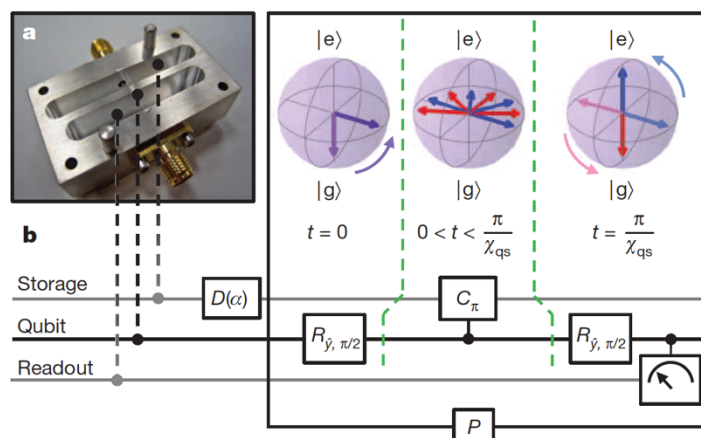 a
|e⟩ |e⟩ |e⟩
|g⟩ |g⟩ |g⟩
t = 0 0 < t < π/χqs t = π/χqs
b
Storage D(α) Cπ
Qubit Rŷ, π/2 Rŷ, π/2
Readout
P